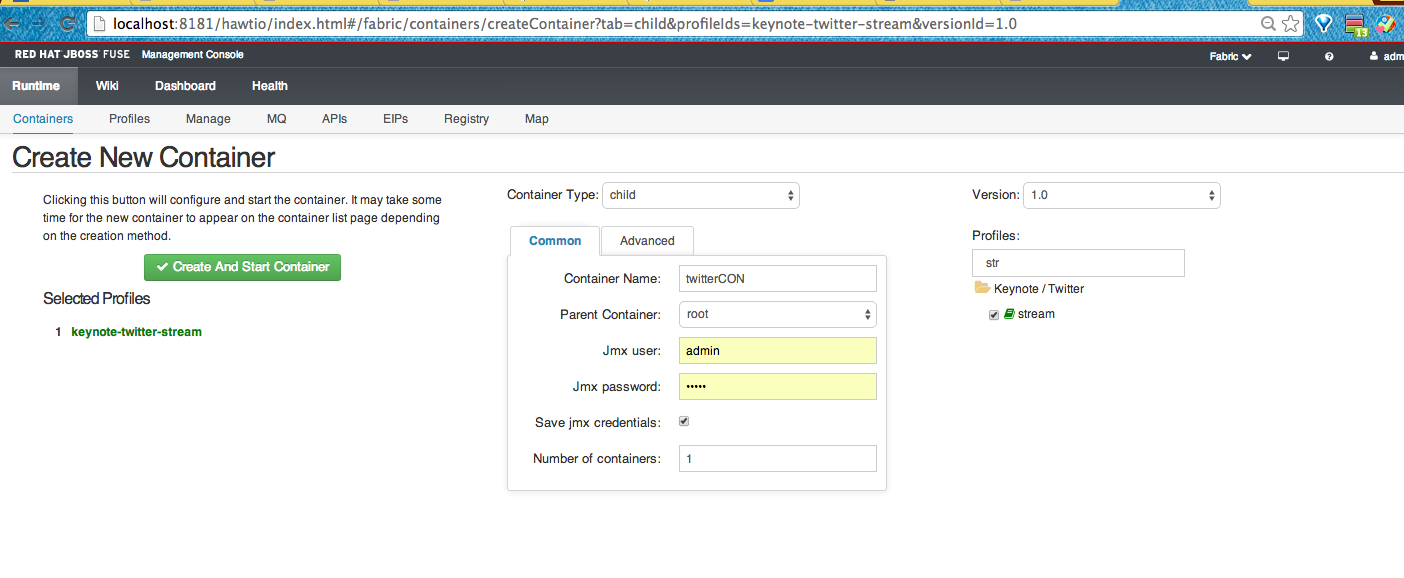 localhost:8181/hawtio/index.html#/fabric/containers/createContainer?tab=child&profileIds=keynote-twitter-stream&versionId=1.0
13
RED HAT JBOSS FUSE Management Console
Fabric
adm
Runtime Wiki Dashboard Health
Containers Profiles Manage MQ APIs EIPs Registry Map
Create New Container
Clicking this button will configure and start the container. It may take some
time for the new container to appear on the container list page depending
on the creation method.
Create And Start Container
Selected Profiles
1 keynote-twitter-stream
Container Type: child
Common Advanced
Container Name: twitterCON
Parent Container: root
Jmx user: admin
Jmx password: •••••
Save jmx credentials:
Number of containers: 1
Version: 1.0
Profiles:
str
Keynote / Twitter
stream